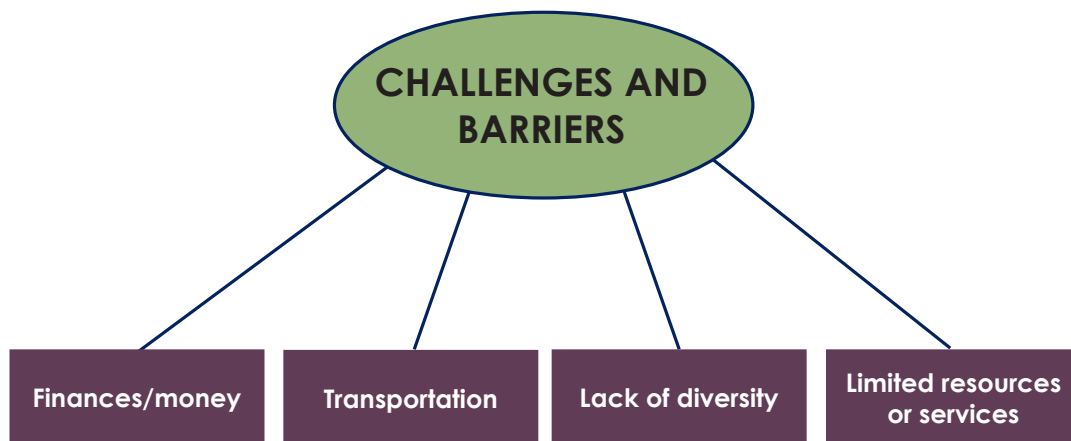 CHALLENGES AND
BARRIERS
Finances/money
Transportation
Lack of diversity
Limited resources
or services